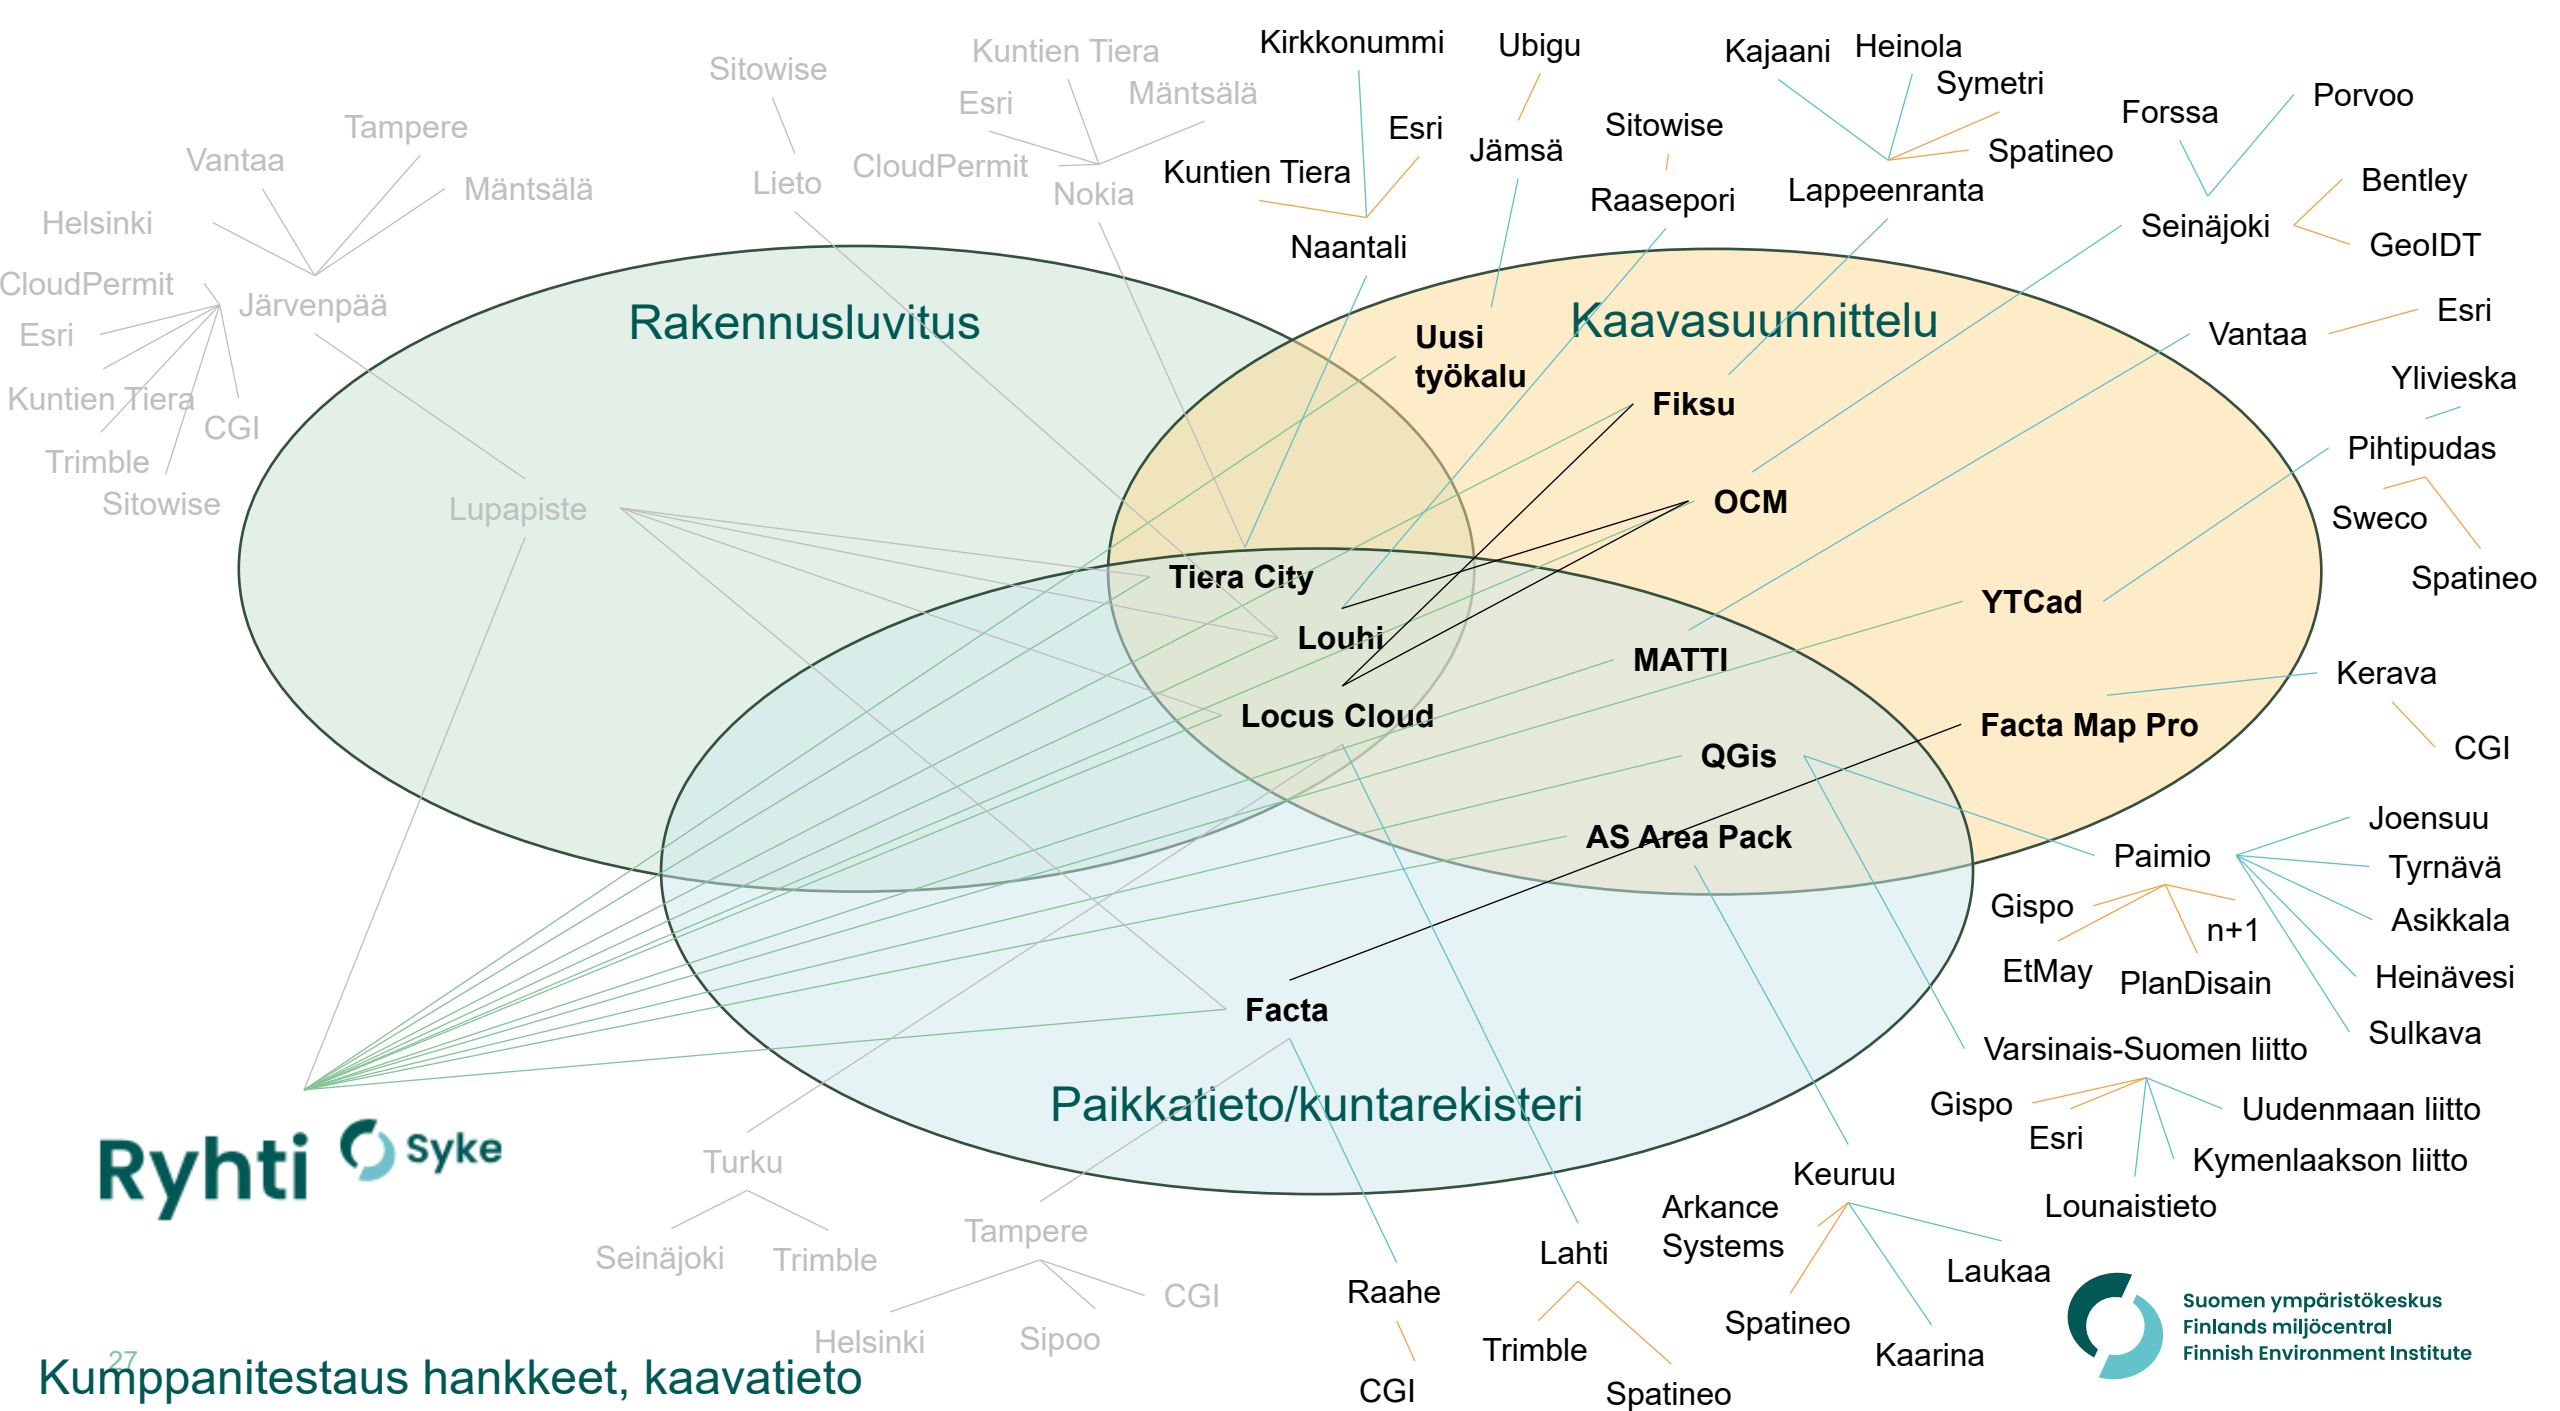 Kirkkonummi
Ubigu
Kuntien Tiera
Kajaani
Heinola
Sitowise
Symetri
Esri
Mäntsälä
Porvoo
Forssa
Tampere
Esri
Sitowise
Jämsä
Spatineo
Vantaa
CloudPermit
Kuntien Tiera
Bentley
Mäntsälä
Lieto
Nokia
Raasepori
Lappeenranta
Helsinki
Seinäjoki
Naantali
GeoIDT
CloudPermit
Järvenpää
Esri
Esri
Rakennusluvitus
Kaavasuunnittelu
Vantaa
Uusi
työkalu
Ylivieska
Kuntien Tiera
Fiksu
CGI
Pihtipudas
Trimble
Sitowise
Lupapiste
OCM
Sweco
Tiera City
Spatineo
YTCad
Louhi
MATTI
Kerava
Locus Cloud
Facta Map Pro
QGis
CGI
Joensuu
AS Area Pack
Paimio
Tyrnävä
Gispo
Asikkala
n+1
EtMay
PlanDisain
Heinävesi
Facta
Sulkava
Varsinais-Suomen liitto
Paikkatieto/kuntarekisteri
Gispo
Uudenmaan liitto
Esri
Ryhti
Syke
Turku
Kymenlaakson liitto
Keuruu
Arkance
Systems
Lounaistieto
Tampere
Seinäjoki
Trimble
Lahti
Laukaa
CGI
Raahe
Suomen ympäristökeskus
Finlands miljöcentral
Finnish Environment Institute
Helsinki
Sipoo
Spatineo
Trimble
Kaarina
27
Kumppanitestaus hankkeet, kaavatieto
CGI
Spatineo